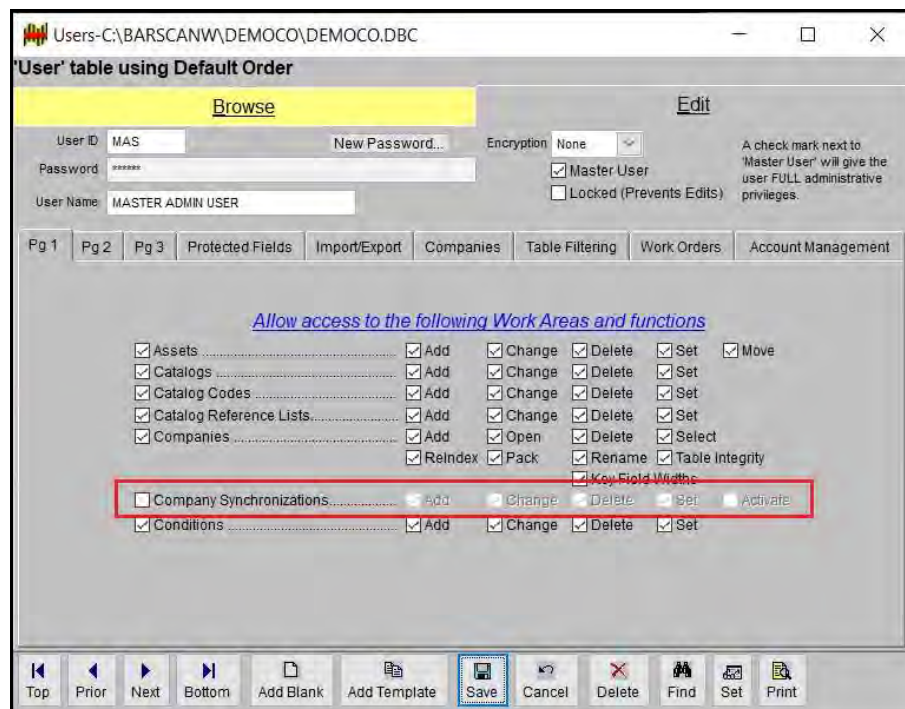 Users-C:\BARSCANW\DEMOCO\DEMOCO.DBC
'User' table using Default Order
Browse
Edit
User ID MAS New Password... Encryption None
Password ******
Master User
Locked (Prevents Edits)
A check mark next to
'Master User' will give the
user FULL administrative
privileges.
User Name MASTER ADMIN USER
Pg 1 Pg 2 Pg 3 Protected Fields Import/Export Companies Table Filtering Work Orders Account Management
Allow access to the following Work Areas and functions
Assets Add Change Delete Set Move
Catalogs Add Change Delete Set
Catalog Codes Add Change Delete Set
Catalog Reference Lists Add Change Delete Set
Companies Add Open Delete Select
ReIndex Pack Rename Table Integrity
Key Field Widths
Company Synchronizations Add Change Delete Set Activate
Conditions Add Change Delete Set
Top Prior Next Bottom Add Blank Add Template Save Cancel Delete Find Set Print